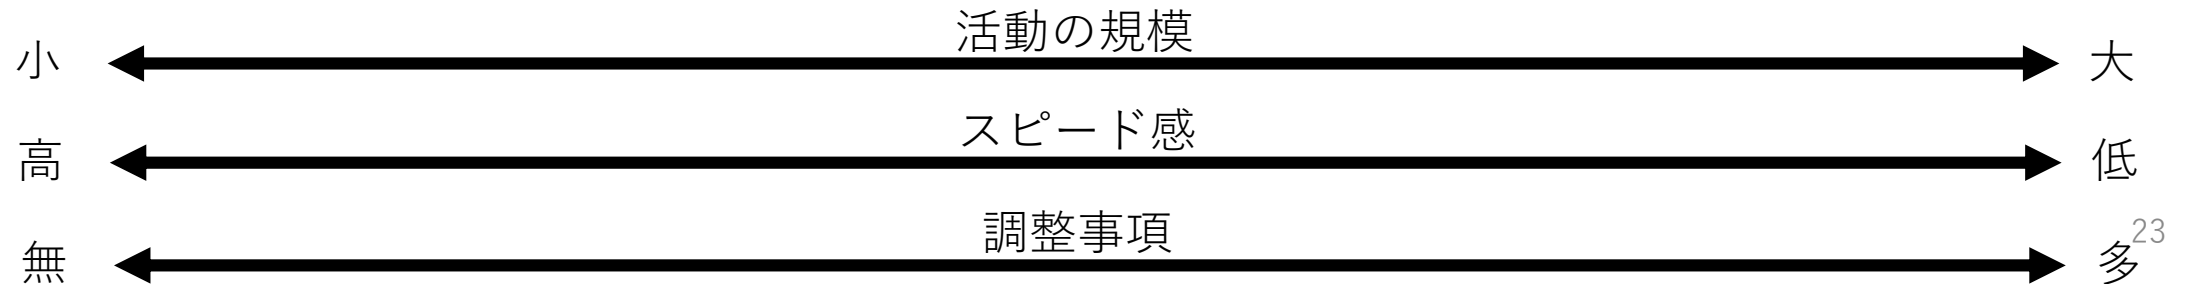 活動の規模
小 大
スピード感
高 低
調整事項
無 多
23